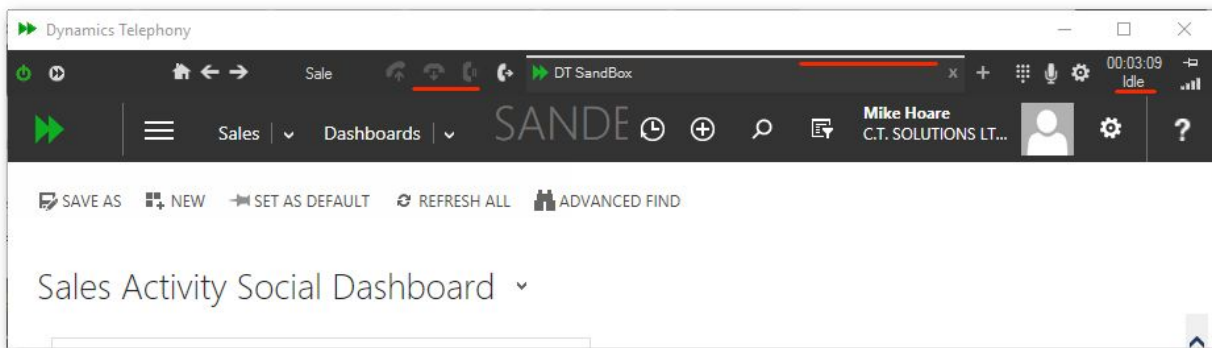 Dynamics Telephony
Sale DT SandBox x 00:03:09
Idle
Sales Dashboards SANDE Mike Hoare
C.T. SOLUTIONS LT... ?
SAVE AS NEW SET AS DEFAULT REFRESH ALL ADVANCED FIND
Sales Activity Social Dashboard